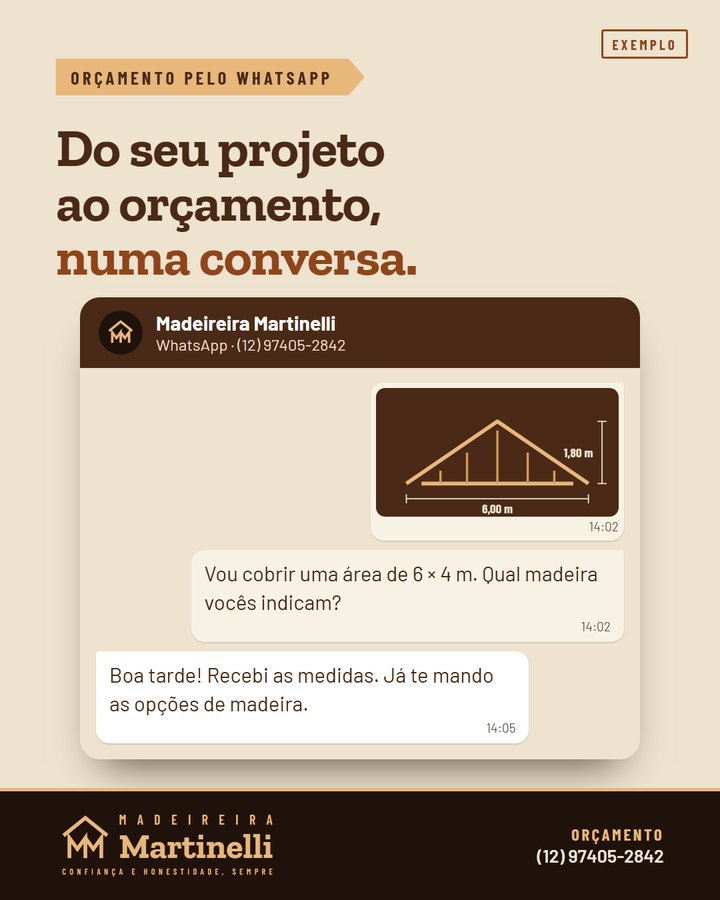 EXEMPLO
ORÇAMENTO PELO WHATSAPP
Do seu projeto
ao orçamento,
numa conversa.
Madeireira Martinelli
WhatsApp · (12) 97405-2842
1,80 m
6,00 m
14:02
Vou cobrir uma área de 6 × 4 m. Qual madeira
vocês indicam?
14:02
Boa tarde! Recebi as medidas. Já te mando
as opções de madeira.
14:05
MADEIREIRA
Martinelli
CONFIANÇA E HONESTIDADE, SEMPRE
ORÇAMENTO
(12) 97405-2842